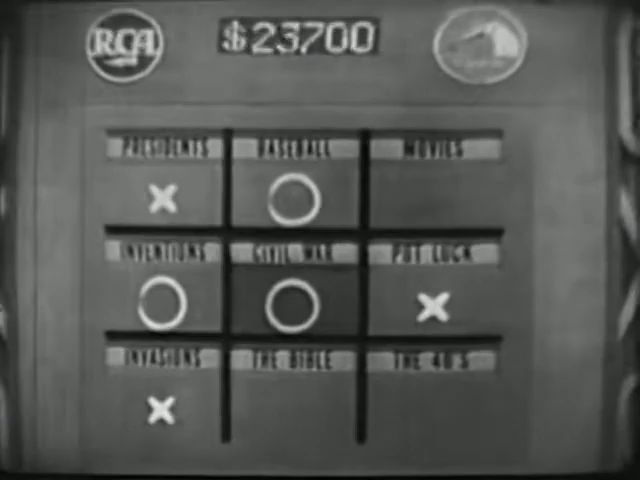 RCA $23700
PRESIDENTS BASEBALL MOVIES
X O
INVENTIONS CIVIL WAR POT LUCK
O O X
INVASIONS THE BIBLE THE 40'S
X